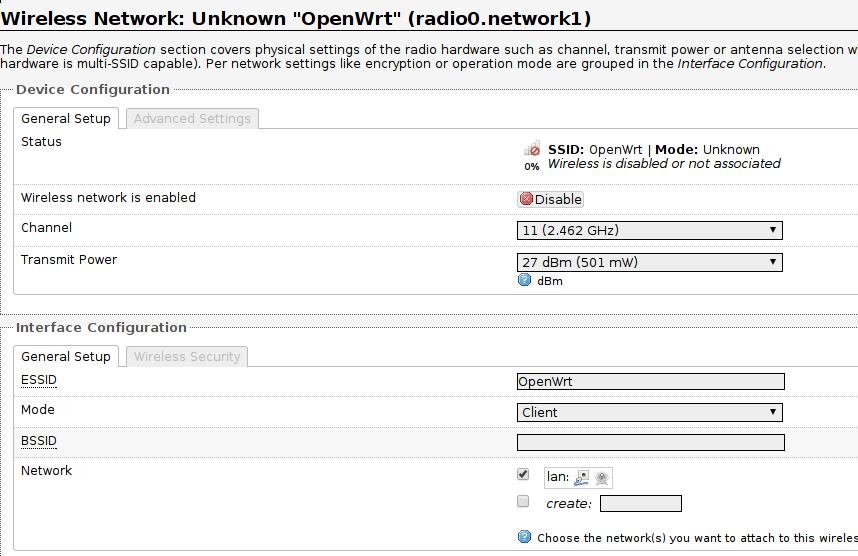 Wireless Network: Unknown "OpenWrt" (radio0.network1)
The Device Configuration section covers physical settings of the radio hardware such as channel, transmit power or antenna selection w
hardware is multi-SSID capable). Per network settings like encryption or operation mode are grouped in the Interface Configuration.
Device Configuration
General Setup Advanced Settings
Status
SSID: OpenWrt | Mode: Unknown
0% Wireless is disabled or not associated
Wireless network is enabled Disable
Channel 11 (2.462 GHz)
Transmit Power 27 dBm (501 mW)
dBm
Interface Configuration
General Setup Wireless Security
ESSID OpenWrt
Mode Client
BSSID
Network lan:
create:
Choose the network(s) you want to attach to this wireles